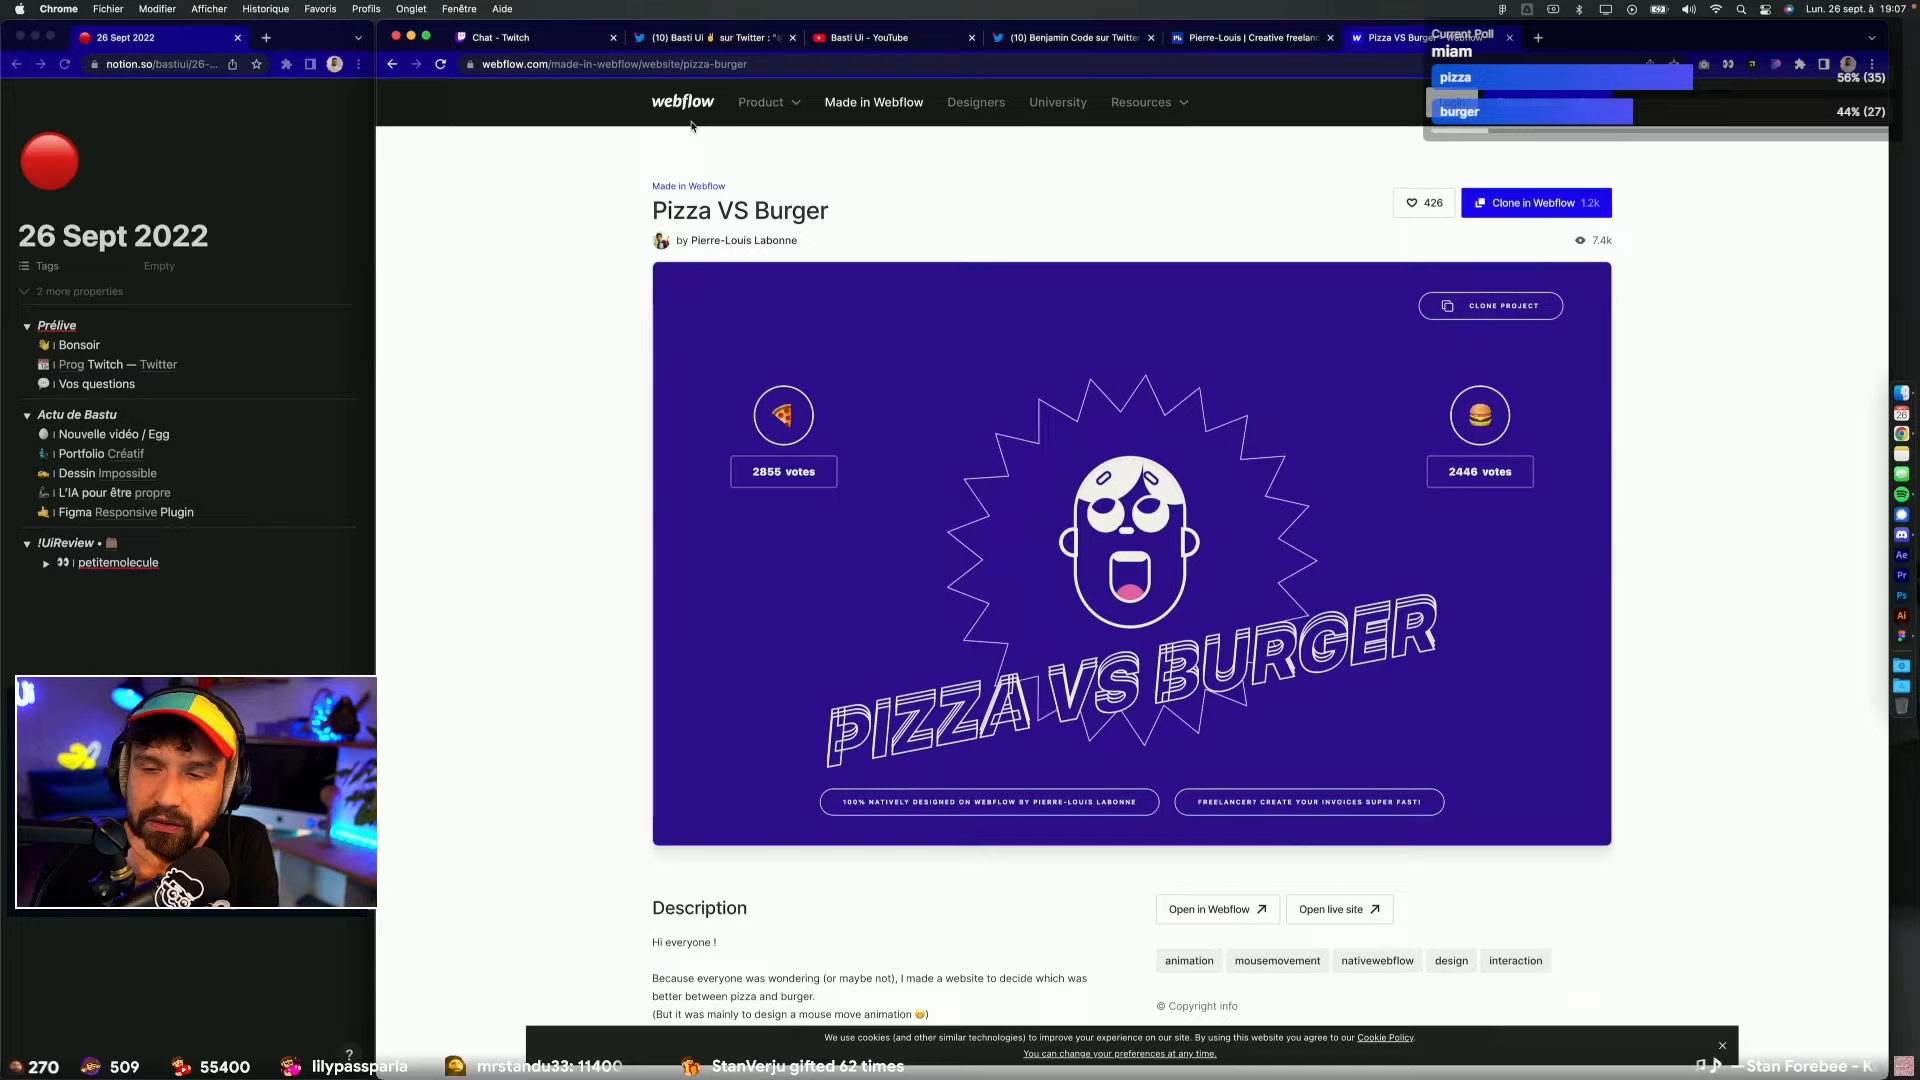 Chrome Fichier Modifier Afficher Historique Favoris Profils Onglet Fenêtre Aide
Lun. 26 sept. à 19:07
26 Sept 2022
Chat - Twitch
(10) Basti Ui ✌ sur Twitter : "
Basti Ui - YouTube
(10) Benjamin Code sur Twitter
Pierre-Louis | Creative freelanc
Pizza VS Burger - Webflow
notion.so/bastiui/26-...
webflow.com/made-in-webflow/website/pizza-burger
Current Poll
miam
pizza 56% (35)
burger 44% (27)
webflow
Product
Made in Webflow
Designers
University
Resources
26 Sept 2022
Tags Empty
2 more properties
Prélive
👋 | Bonsoir
| Prog Twitch — Twitter
💬 | Vos questions
Actu de Bastu
🥚 | Nouvelle vidéo / Egg
| Portfolio Créatif
✍ | Dessin Impossible
🦾 | L'IA pour être propre
🤙 | Figma Responsive Plugin
!UiReview •
👀 | petitemolecule
Made in Webflow
Pizza VS Burger
by Pierre-Louis Labonne
426
Clone in Webflow 1.2k
7.4k
CLONE PROJECT
2855 votes
2446 votes
PIZZA VS BURGER
100% NATIVELY DESIGNED ON WEBFLOW BY PIERRE-LOUIS LABONNE
FREELANCER? CREATE YOUR INVOICES SUPER FAST!
Description
Hi everyone !
Because everyone was wondering (or maybe not), I made a website to decide which was
better between pizza and burger.
(But it was mainly to design a mouse move animation 😄)
Open in Webflow
Open live site
animation
mousemovement
nativewebflow
design
interaction
© Copyright info
We use cookies (and other similar technologies) to improve your experience on our site. By using this website you agree to our Cookie Policy.
You can change your preferences at any time.
26
Ae
Pr
Ps
Ai
?
270
509
55400
lilypassparla
mrstandu33: 11400
StanVerju gifted 62 times
— Stan Forebee - K